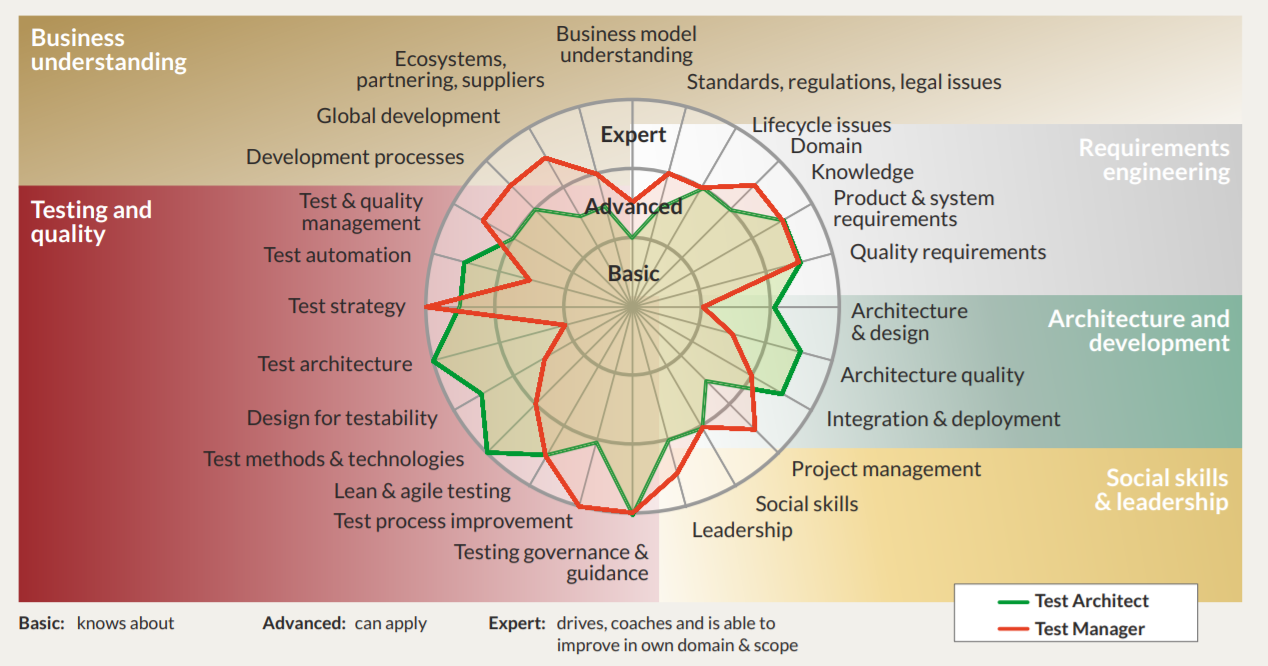 Business
understanding
Business model
understanding
Ecosystems,
partnering, suppliers
Standards, regulations, legal issues
Global development
Lifecycle issues
Expert
Domain
Requirements
engineering
Development processes
Knowledge
Testing and
quality
Test & quality
management
Advanced
Product & system
requirements
Test automation
Quality requirements
Basic
Test strategy
Architecture
& design
Architecture and
development
Test architecture
Architecture quality
Design for testability
Integration & deployment
Test methods & technologies
Project management
Social skills
& leadership
Lean & agile testing
Social skills
Test process improvement
Leadership
Testing governance &
guidance
Test Architect
Test Manager
Basic: knows about
Advanced: can apply
Expert: drives, coaches and is able to
improve in own domain & scope